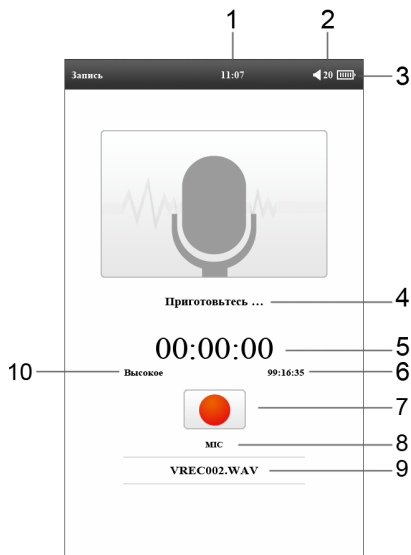 1 2
Запись 11:07 20 3
Приготовьтесь ... 4
00:00:00 5
10 Высокое 99:16:35 6
7
MIC 8
VREC002.WAV 9